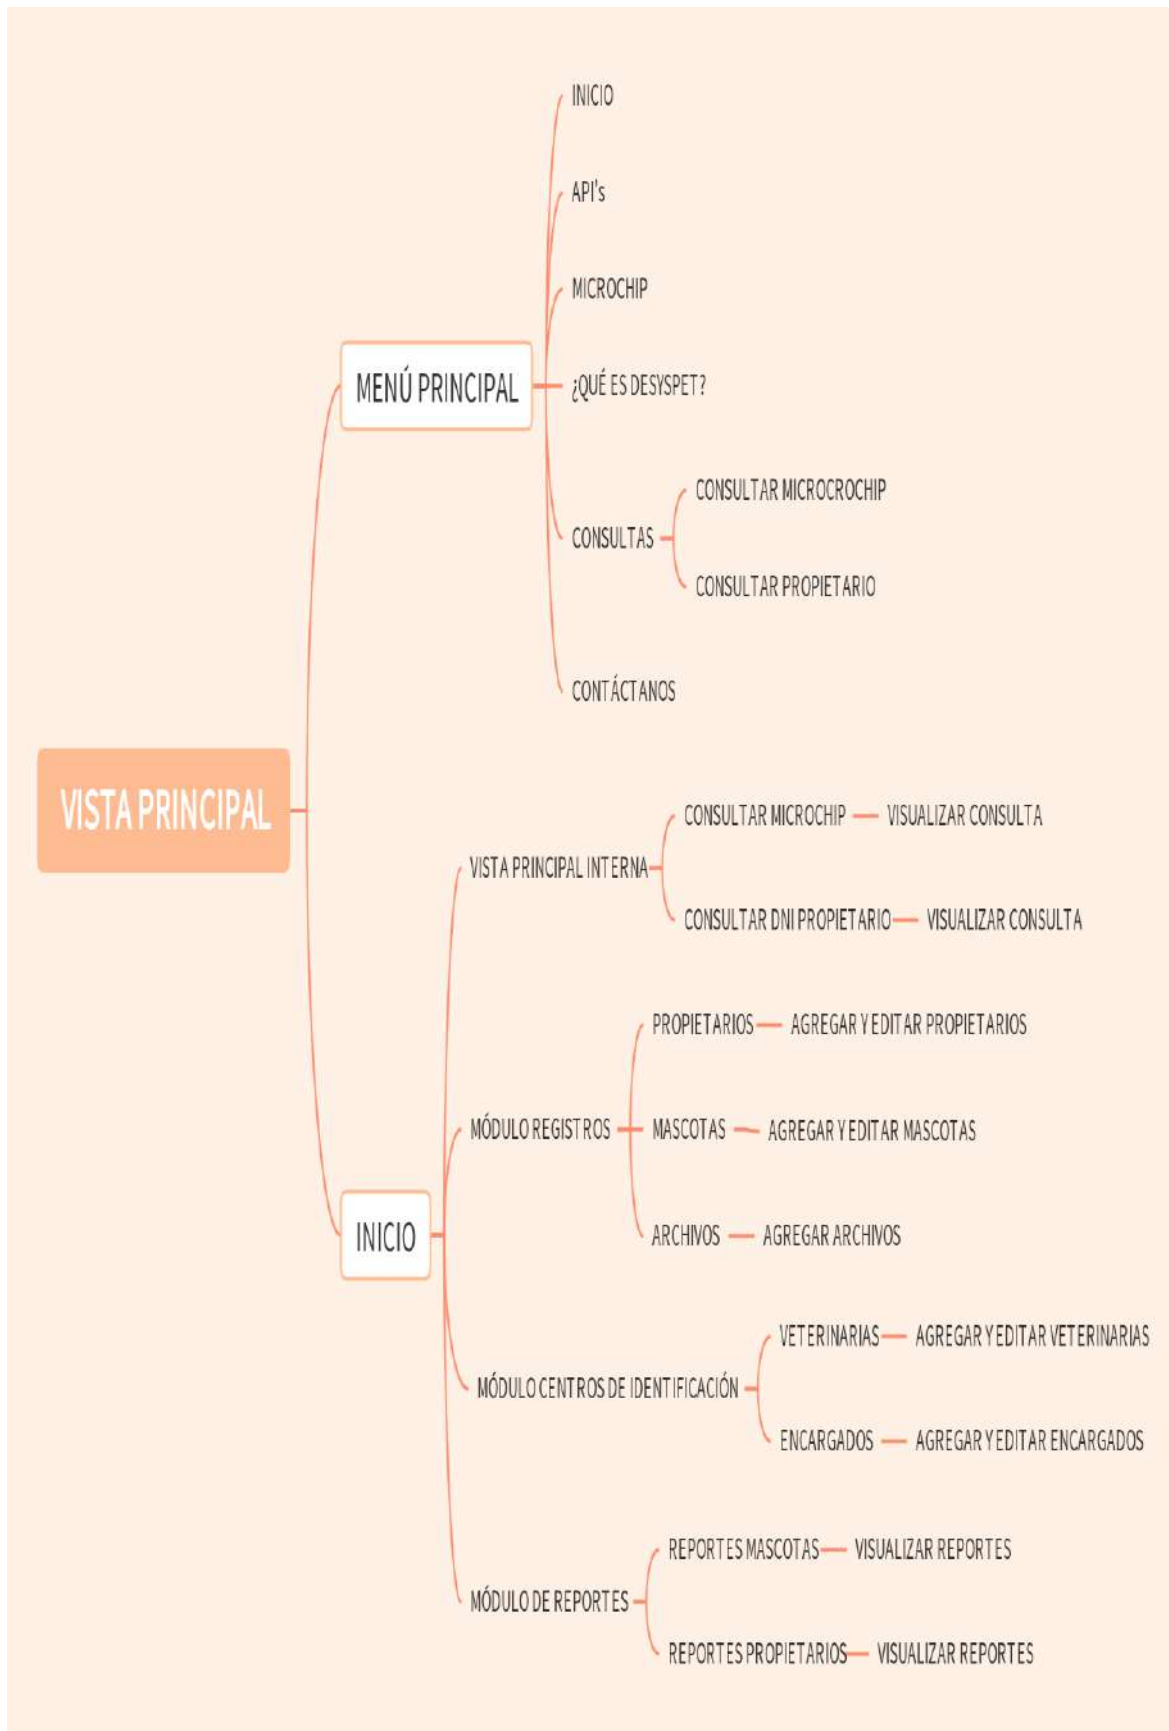 INICIO
API's
MICROCHIP
MENÚ PRINCIPAL
¿QUÉ ES DESYSPET?
CONSULTAR MICROCROCHIP
CONSULTAS
CONSULTAR PROPIETARIO
CONTÁCTANOS
VISTA PRINCIPAL
CONSULTAR MICROCHIP
VISUALIZAR CONSULTA
VISTA PRINCIPAL INTERNA
CONSULTAR DNI PROPIETARIO
VISUALIZAR CONSULTA
PROPIETARIOS
AGREGAR Y EDITAR PROPIETARIOS
MÓDULO REGISTROS
MASCOTAS
AGREGAR Y EDITAR MASCOTAS
INICIO
ARCHIVOS
AGREGAR ARCHIVOS
VETERINARIAS
AGREGAR Y EDITAR VETERINARIAS
MÓDULO CENTROS DE IDENTIFICACIÓN
ENCARGADOS
AGREGAR Y EDITAR ENCARGADOS
REPORTES MASCOTAS
VISUALIZAR REPORTES
MÓDULO DE REPORTES
REPORTES PROPIETARIOS
VISUALIZAR REPORTES